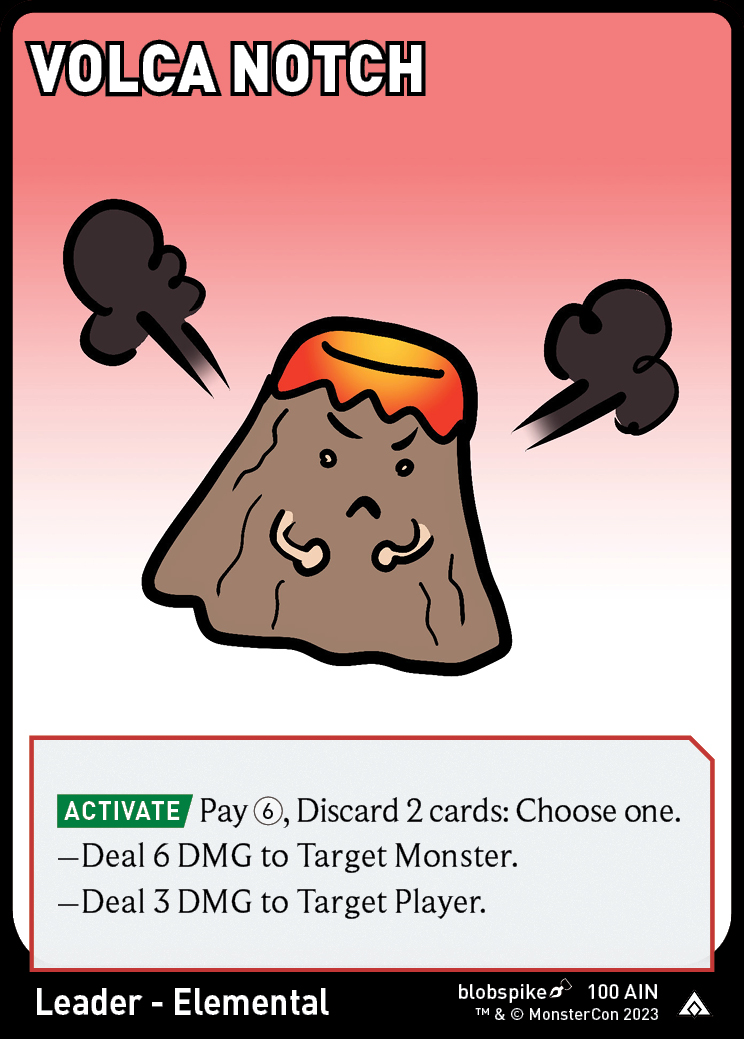 VOLCA NOTCH
ACTIVATE Pay ⑥, Discard 2 cards: Choose one.
–Deal 6 DMG to Target Monster.
–Deal 3 DMG to Target Player.
Leader - Elemental
blobspike 100 AIN
™ & © MonsterCon 2023